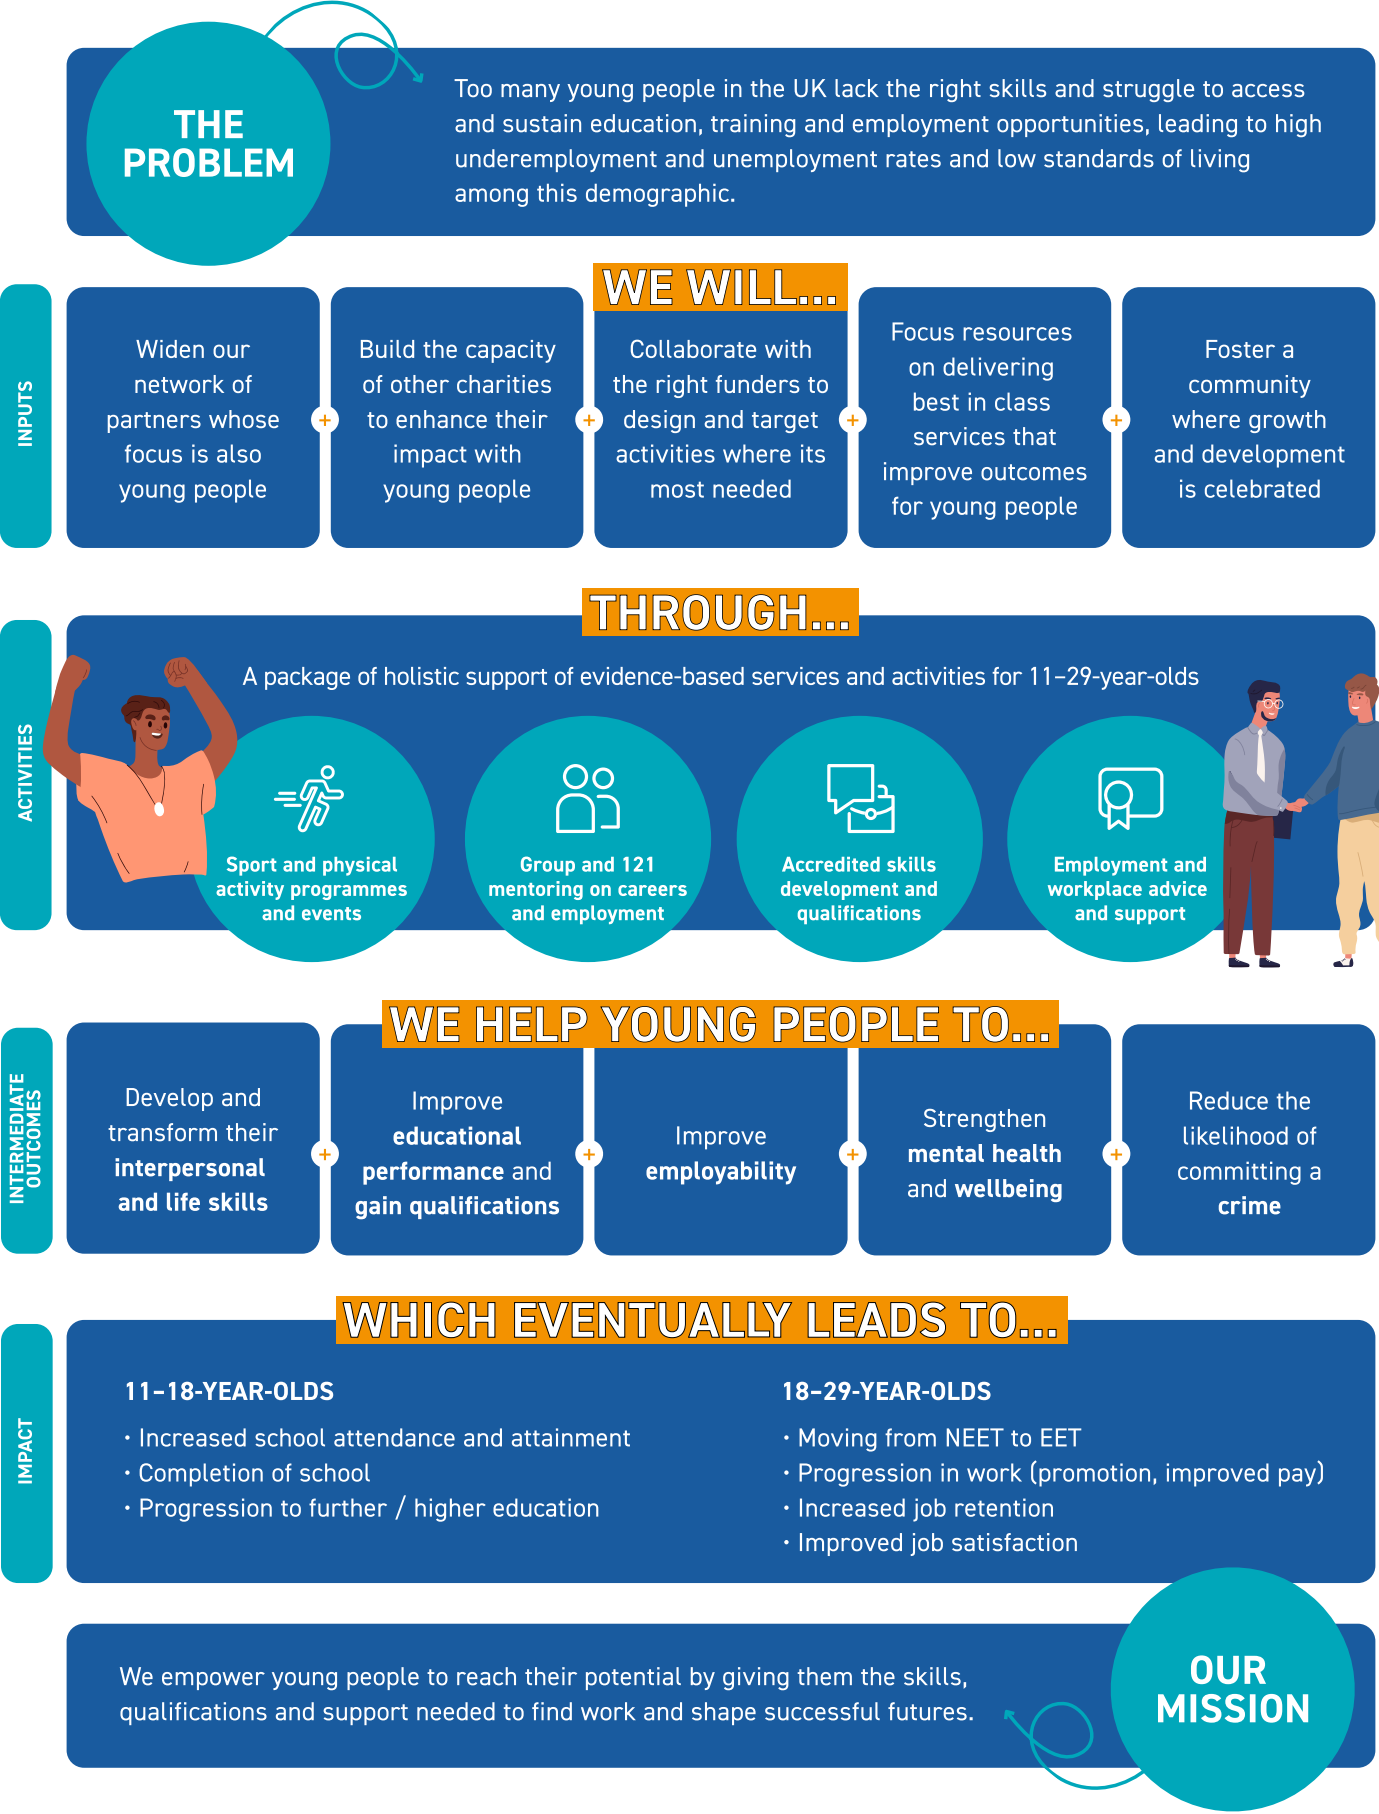 THE
PROBLEM
Too many young people in the UK lack the right skills and struggle to access
and sustain education, training and employment opportunities, leading to high
underemployment and unemployment rates and low standards of living
among this demographic.
WE WILL...
INPUTS
Widen our
network of
partners whose
focus is also
young people
+
Build the capacity
of other charities
to enhance their
impact with
young people
+
Collaborate with
the right funders to
design and target
activities where its
most needed
+
Focus resources
on delivering
best in class
services that
improve outcomes
for young people
+
Foster a
community
where growth
and development
is celebrated
THROUGH...
ACTIVITIES
A package of holistic support of evidence-based services and activities for 11–29-year-olds
Sport and physical
activity programmes
and events
Group and 121
mentoring on careers
and employment
Accredited skills
development and
qualifications
Employment and
workplace advice
and support
WE HELP YOUNG PEOPLE TO...
INTERMEDIATE
OUTCOMES
Develop and
transform their
interpersonal
and life skills
+
Improve
educational
performance and
gain qualifications
+
Improve
employability
+
Strengthen
mental health
and wellbeing
+
Reduce the
likelihood of
committing a
crime
WHICH EVENTUALLY LEADS TO...
IMPACT
11–18-YEAR-OLDS
• Increased school attendance and attainment
• Completion of school
• Progression to further / higher education
18–29-YEAR-OLDS
• Moving from NEET to EET
• Progression in work (promotion, improved pay)
• Increased job retention
• Improved job satisfaction
We empower young people to reach their potential by giving them the skills,
qualifications and support needed to find work and shape successful futures.
OUR
MISSION